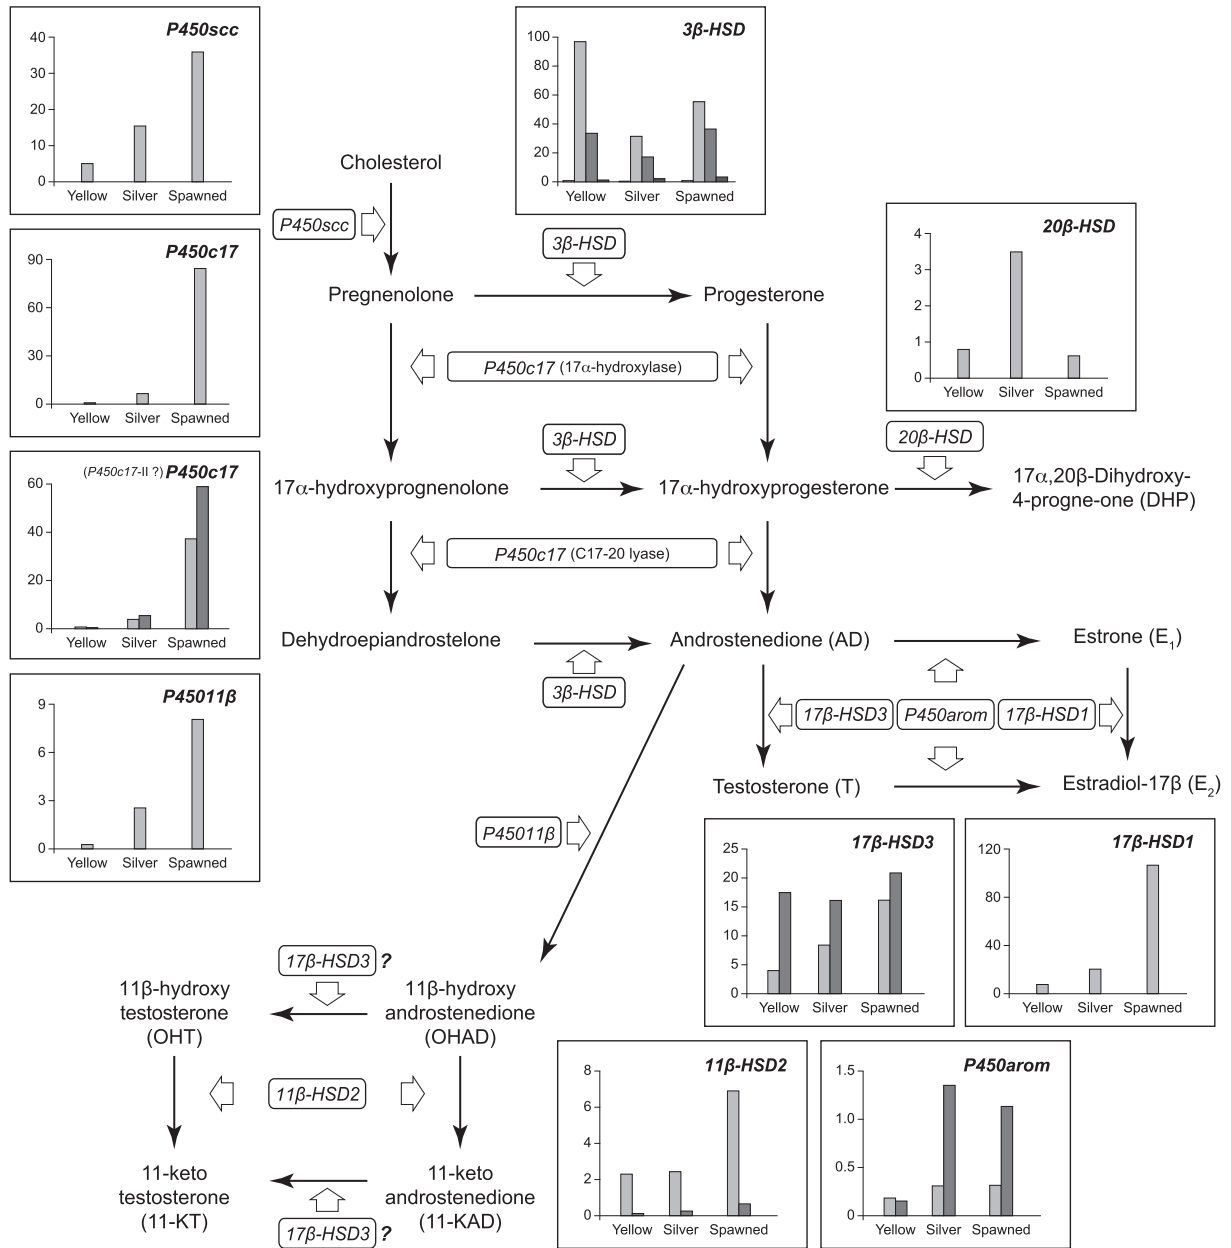 P450scc
40
30
20
10
0
Yellow Silver Spawned
3β-HSD
100
80
60
40
20
0
Yellow Silver Spawned
Cholesterol
P450scc
3β-HSD
Pregnenolone
Progesterone
P450c17
90
60
30
0
Yellow Silver Spawned
20β-HSD
4
3
2
1
0
Yellow Silver Spawned
P450c17 (17α-hydroxylase)
3β-HSD
20β-HSD
17α-hydroxyprognenolone
17α-hydroxyprogesterone
17α,20β-Dihydroxy-
4-progne-one (DHP)
(P450c17-II ?) P450c17
60
40
20
0
Yellow Silver Spawned
P450c17 (C17-20 lyase)
Dehydroepiandrostelone
Androstenedione (AD)
Estrone (E1)
3β-HSD
17β-HSD3
P450arom
17β-HSD1
Testosterone (T)
Estradiol-17β (E2)
P45011β
9
6
3
0
Yellow Silver Spawned
P45011β
17β-HSD3
25
20
15
10
5
0
Yellow Silver Spawned
17β-HSD1
120
80
40
0
Yellow Silver Spawned
17β-HSD3 ?
11β-hydroxy
testosterone
(OHT)
11β-hydroxy
androstenedione
(OHAD)
11β-HSD2
11-keto
testosterone
(11-KT)
11-keto
androstenedione
(11-KAD)
17β-HSD3 ?
11β-HSD2
8
6
4
2
0
Yellow Silver Spawned
P450arom
1.5
1.0
0.5
0
Yellow Silver Spawned